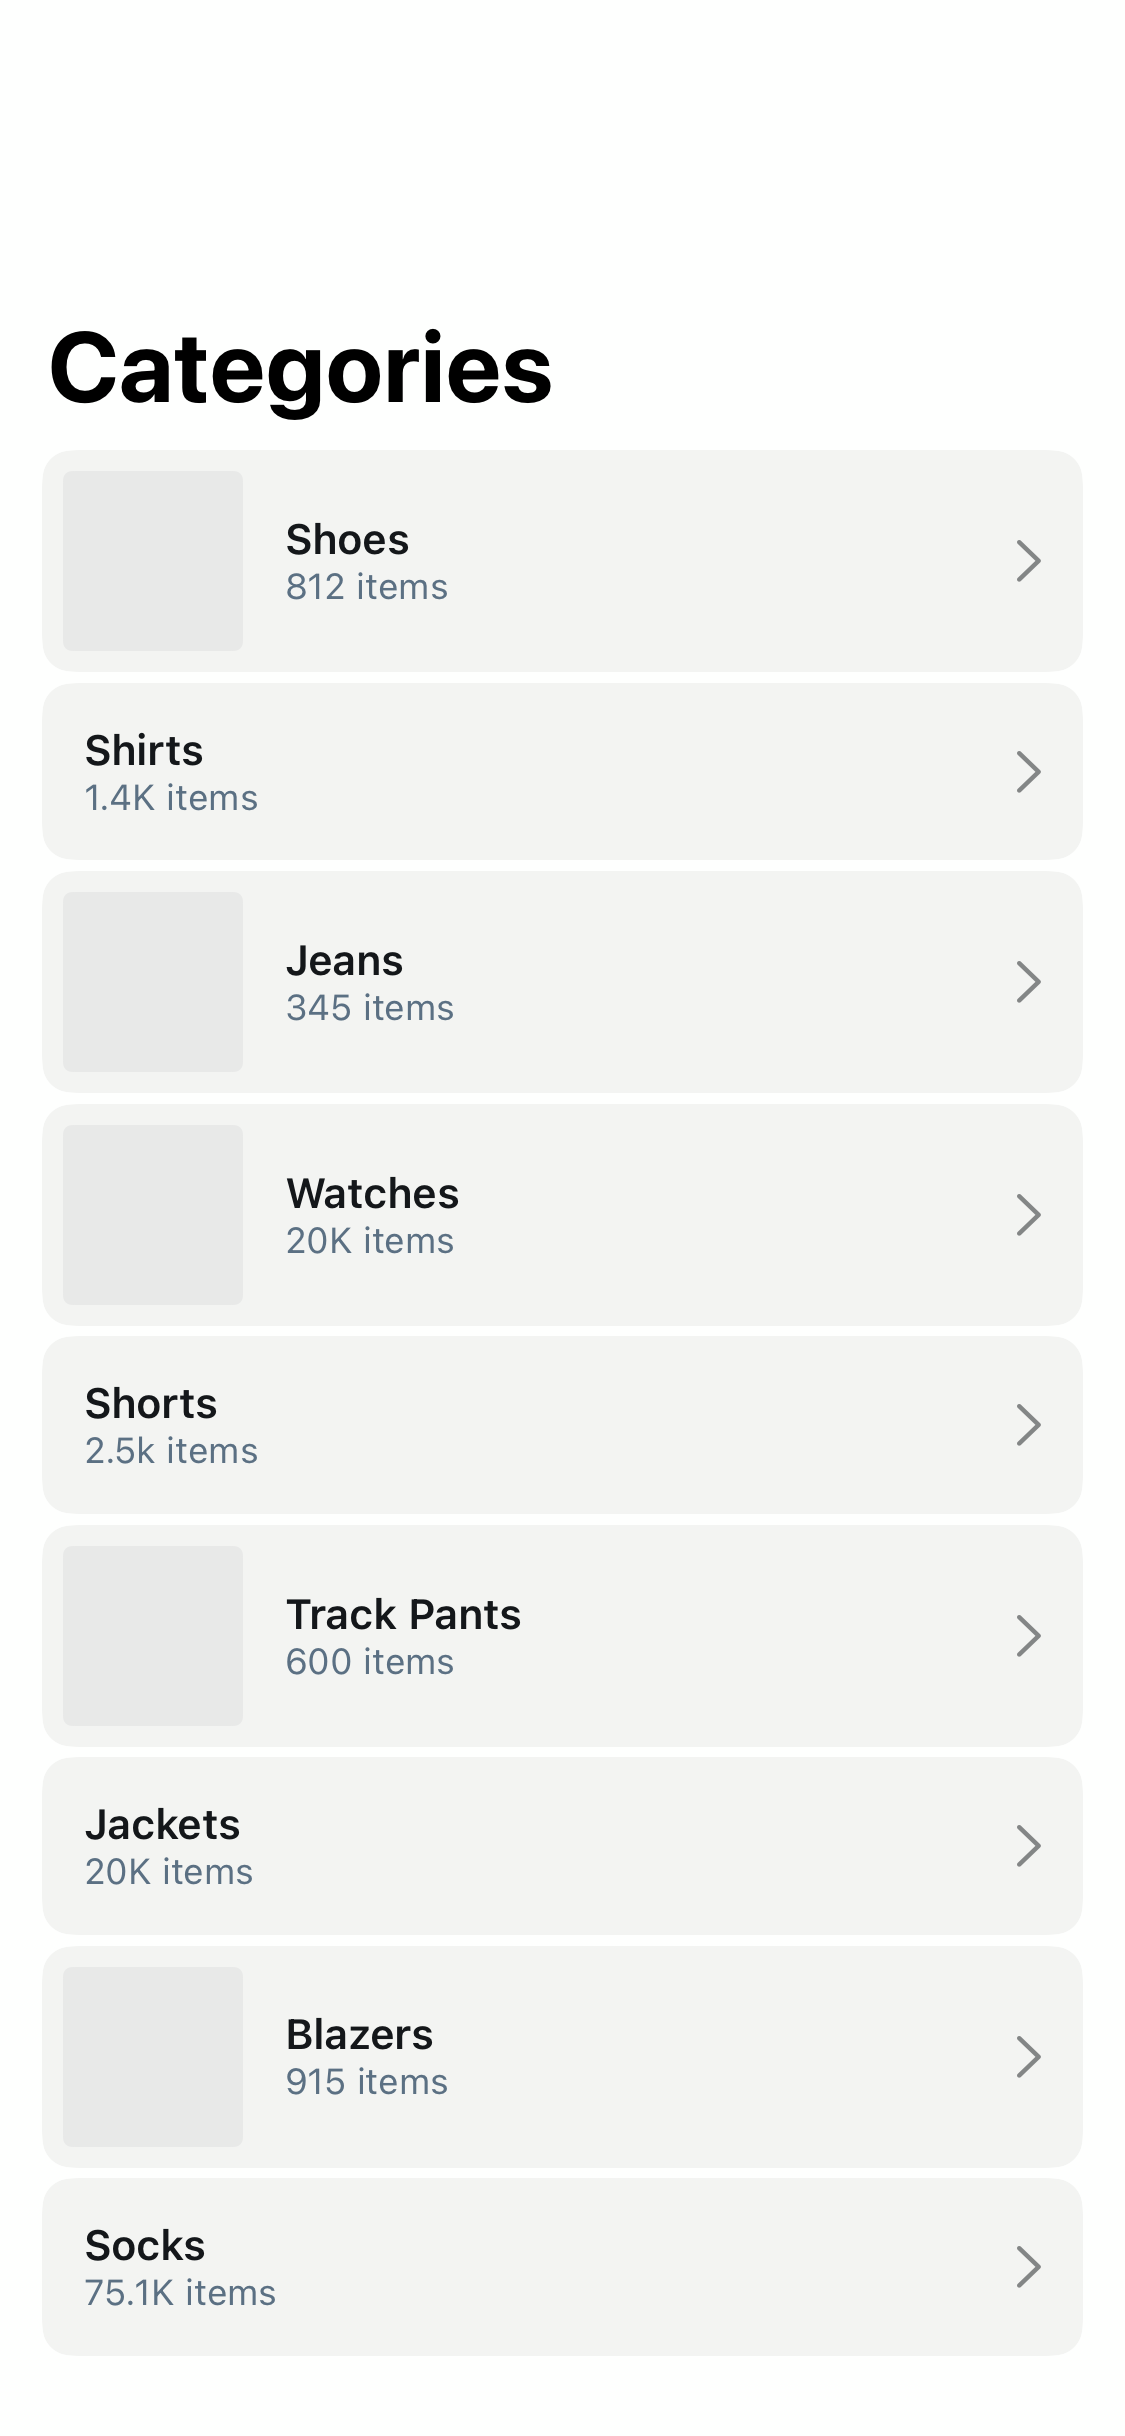 Categories
Shoes
812 items
Shirts
1.4K items
Jeans
345 items
Watches
20K items
Shorts
2.5k items
Track Pants
600 items
Jackets
20K items
Blazers
915 items
Socks
75.1K items